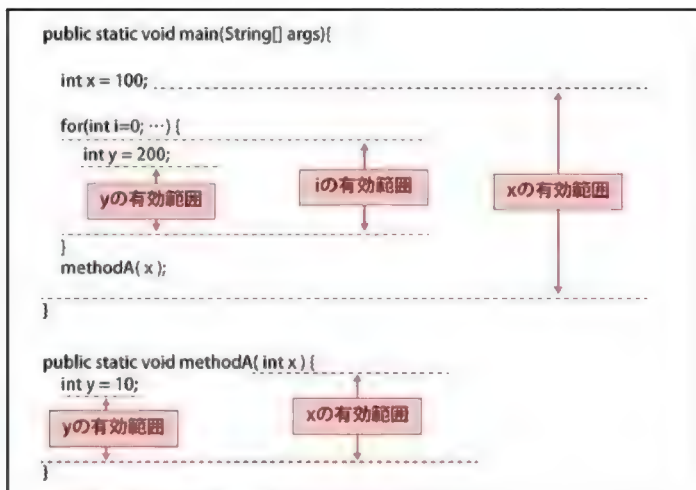 public static void main(String[] args){
int x = 100;
for(int i=0; …) {
int y = 200;
yの有効範囲
iの有効範囲
xの有効範囲
}
methodA( x );
}
public static void methodA( int x ) {
int y = 10;
yの有効範囲
xの有効範囲
}